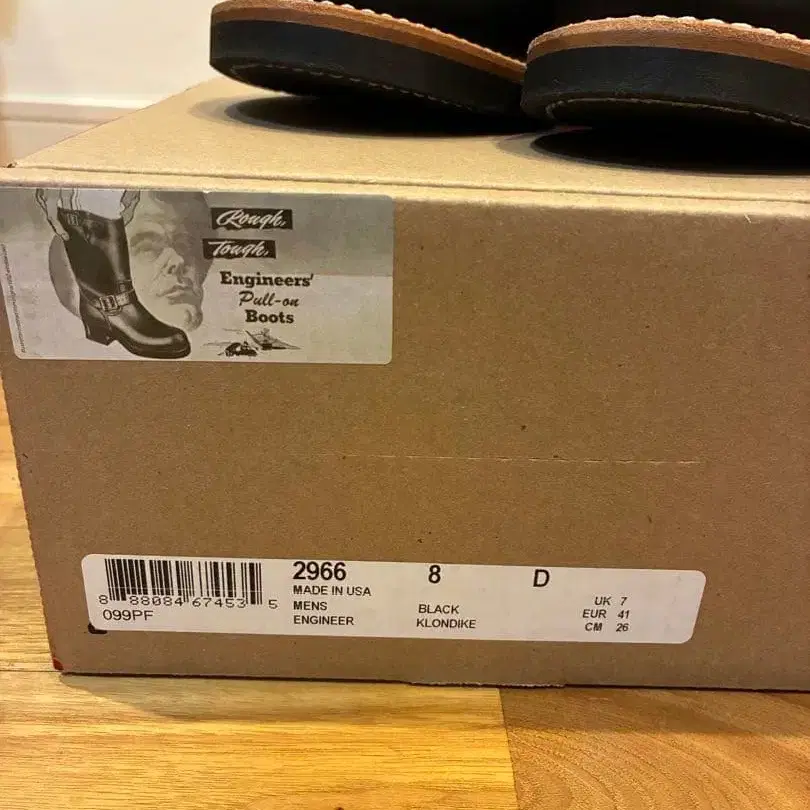 Rough,
Tough,
Engineers'
Pull-on
Boots
2966 8 D
MADE IN USA
MENS BLACK
ENGINEER KLONDIKE
UK 7
EUR 41
CM 26
8 88084 67453 5
099PF